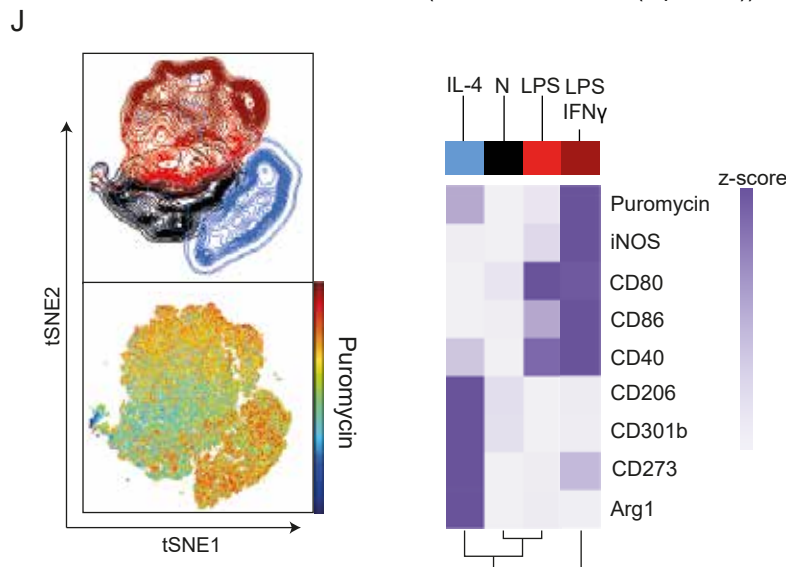 J
IL-4 N LPS LPS
IFNγ
z-score
Puromycin
iNOS
CD80
CD86
CD40
CD206
CD301b
CD273
Arg1
Puromycin
tSNE2
tSNE1